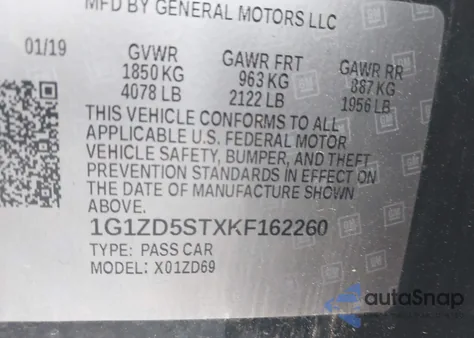 MFD BY GENERAL MOTORS LLC
01/19 GVWR GAWR FRT GAWR RR
1850 KG 963 KG 887 KG
4078 LB 2122 LB 1956 LB
THIS VEHICLE CONFORMS TO ALL
APPLICABLE U.S. FEDERAL MOTOR
VEHICLE SAFETY, BUMPER, AND THEFT
PREVENTION STANDARDS IN EFFECT ON
THE DATE OF MANUFACTURE SHOWN
ABOVE.
1G1ZD5STXKF162260
TYPE: PASS CAR
MODEL: X01ZD69
autoSnap